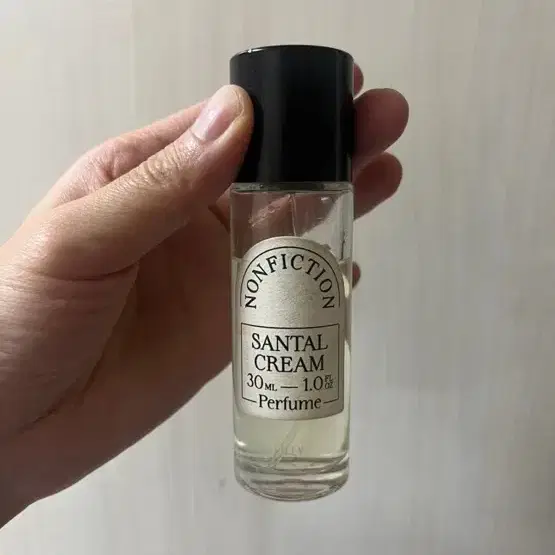 NONFICTION
SANTAL
CREAM
30ML — 1.0 FL OZ
Perfume